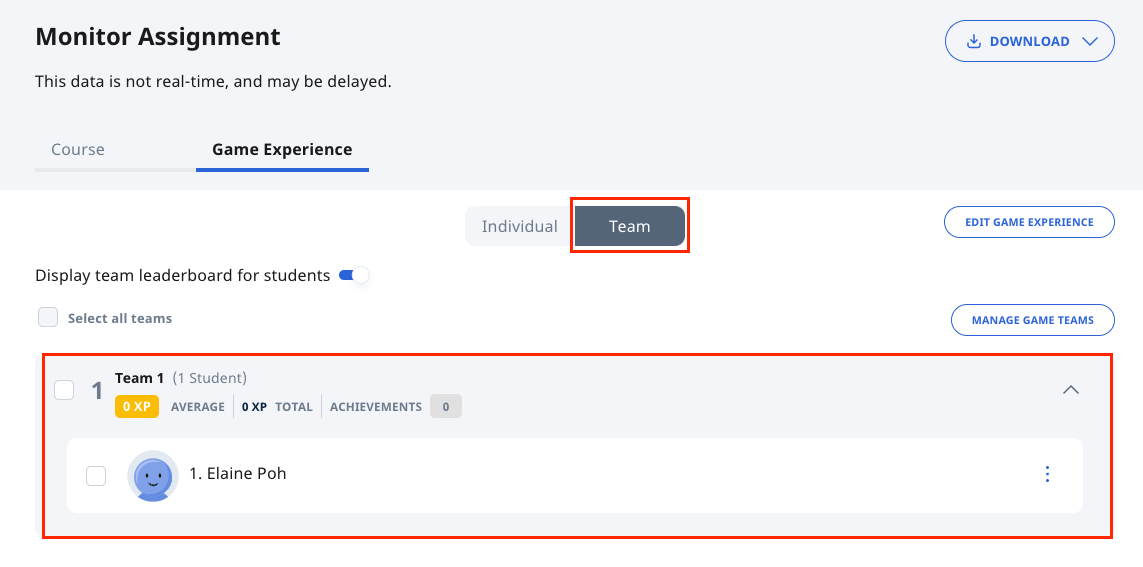 Monitor Assignment
DOWNLOAD
This data is not real-time, and may be delayed.
Course
Game Experience
Individual
Team
EDIT GAME EXPERIENCE
Display team leaderboard for students
Select all teams
MANAGE GAME TEAMS
1
Team 1 (1 Student)
0 XP AVERAGE 0 XP TOTAL ACHIEVEMENTS 0
1. Elaine Poh